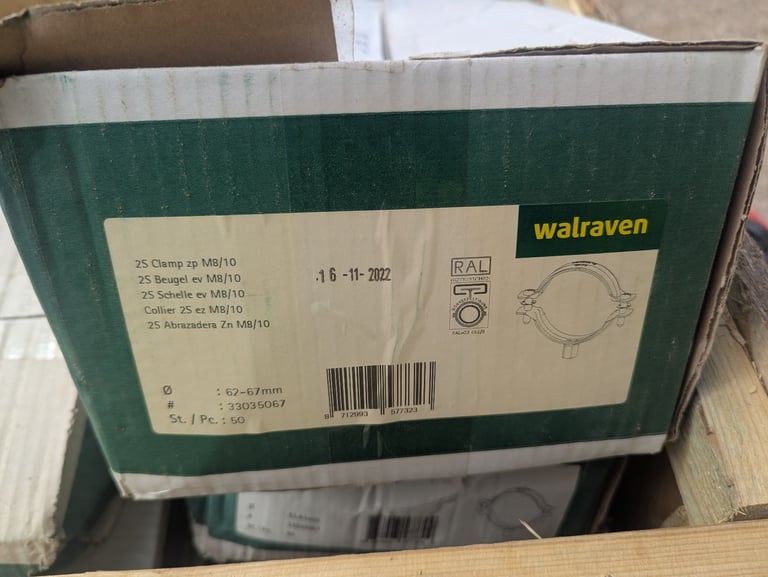 walraven
2S Clamp zp M8/10
2S Beugel ev M8/10
2S Schelle ev M8/10
Collier 2S ez M8/10
2S Abrazadera Zn M8/10
16-11-2022
RAL
Ø : 62-67mm
# : 33035067
St. / Pc. : 50
8 712993 577323